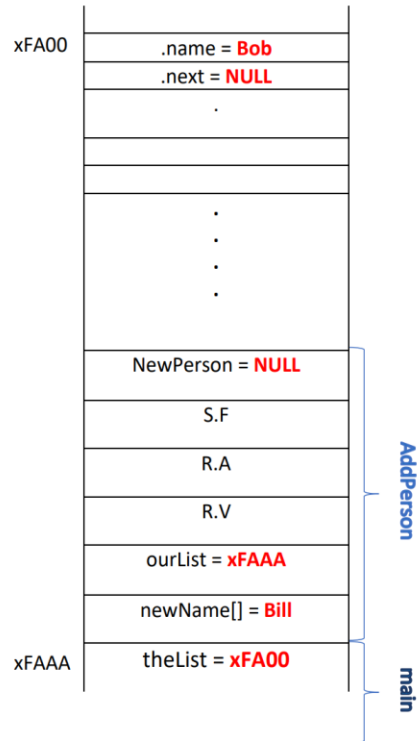 xFA00
.name = Bob
.next = NULL
.
.
.
.
.
NewPerson = NULL
S.F
R.A
R.V
ourList = xFAAA
newName[] = Bill
AddPerson
xFAAA
theList = xFA00
main